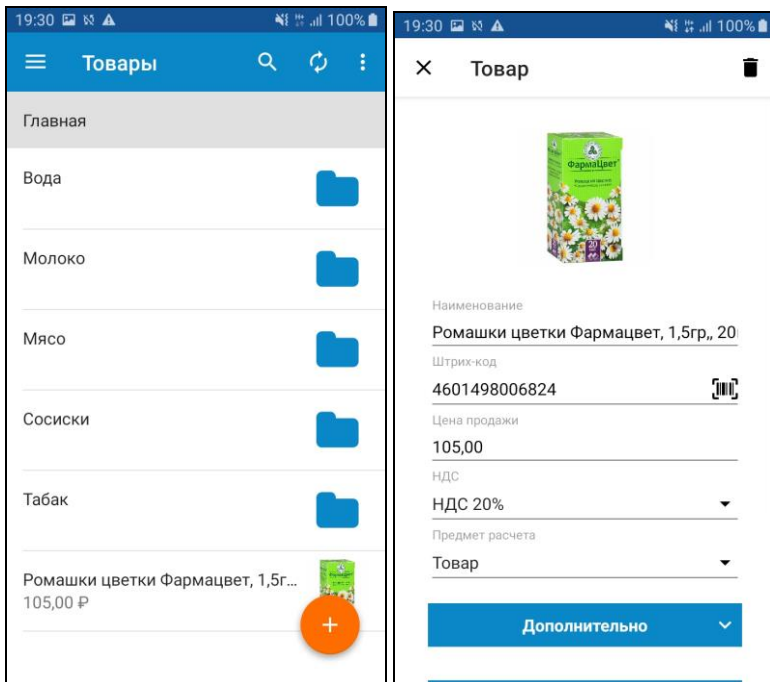 19:30 100%
Товары
Главная
Вода
Молоко
Мясо
Сосиски
Табак
Ромашки цветки Фармацвет, 1,5г...
105,00 ₽
+
19:30 100%
Товар
ФармаЦвет
20
Наименование
Ромашки цветки Фармацвет, 1,5гр,, 20
Штрих-код
4601498006824
Цена продажи
105,00
НДС
НДС 20%
Предмет расчета
Товар
Дополнительно